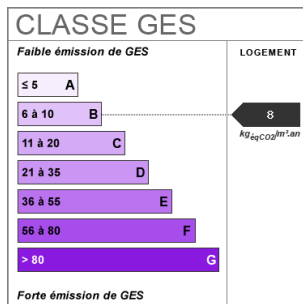 CLASSE GES
Faible émission de GES
LOGEMENT
≤ 5 A
6 à 10 B
8
kgéqCO2/m².an
11 à 20 C
21 à 35 D
36 à 55 E
56 à 80 F
> 80 G
Forte émission de GES